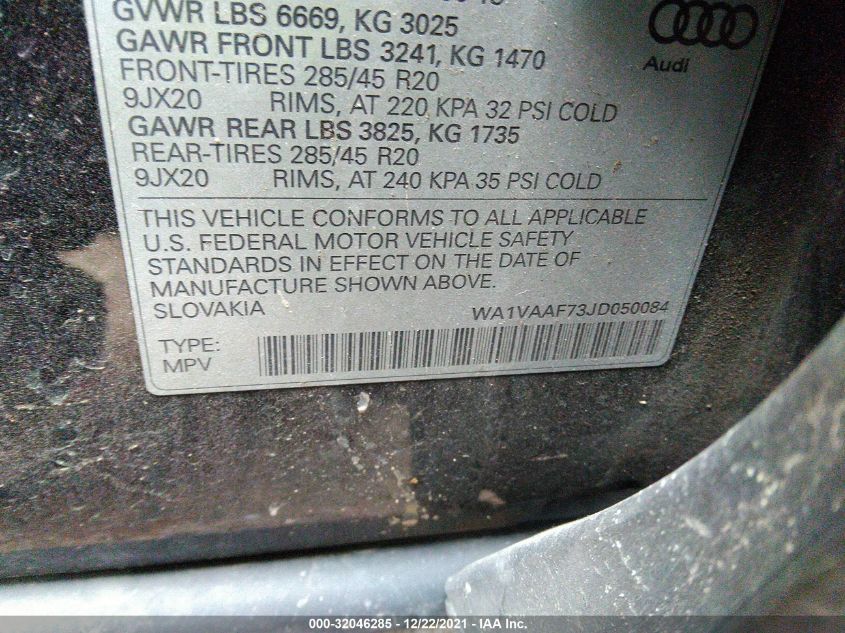 GVWR LBS 6669, KG 3025
GAWR FRONT LBS 3241, KG 1470
FRONT-TIRES 285/45 R20
9JX20 RIMS, AT 220 KPA 32 PSI COLD
GAWR REAR LBS 3825, KG 1735
REAR-TIRES 285/45 R20
9JX20 RIMS, AT 240 KPA 35 PSI COLD
Audi
THIS VEHICLE CONFORMS TO ALL APPLICABLE
U.S. FEDERAL MOTOR VEHICLE SAFETY
STANDARDS IN EFFECT ON THE DATE OF
MANUFACTURE SHOWN ABOVE.
SLOVAKIA WA1VAAF73JD050084
TYPE:
MPV
000-32046285 - 12/22/2021 - IAA Inc.